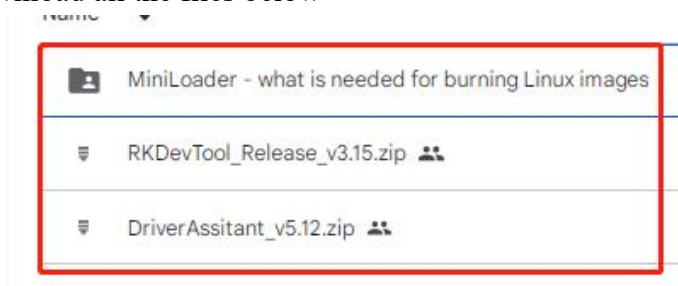 MiniLoader - what is needed for burning Linux images
RKDevTool_Release_v3.15.zip
DriverAssitant_v5.12.zip